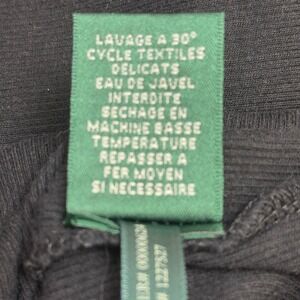 LAVAGE A 30°
CYCLE TEXTILES
DELICATS
EAU DE JAVEL
INTERDITE
SECHAGE EN
MACHINE BASSE
TEMPERATURE
REPASSER A
FER MOYEN
SI NECESSAIRE
1227527